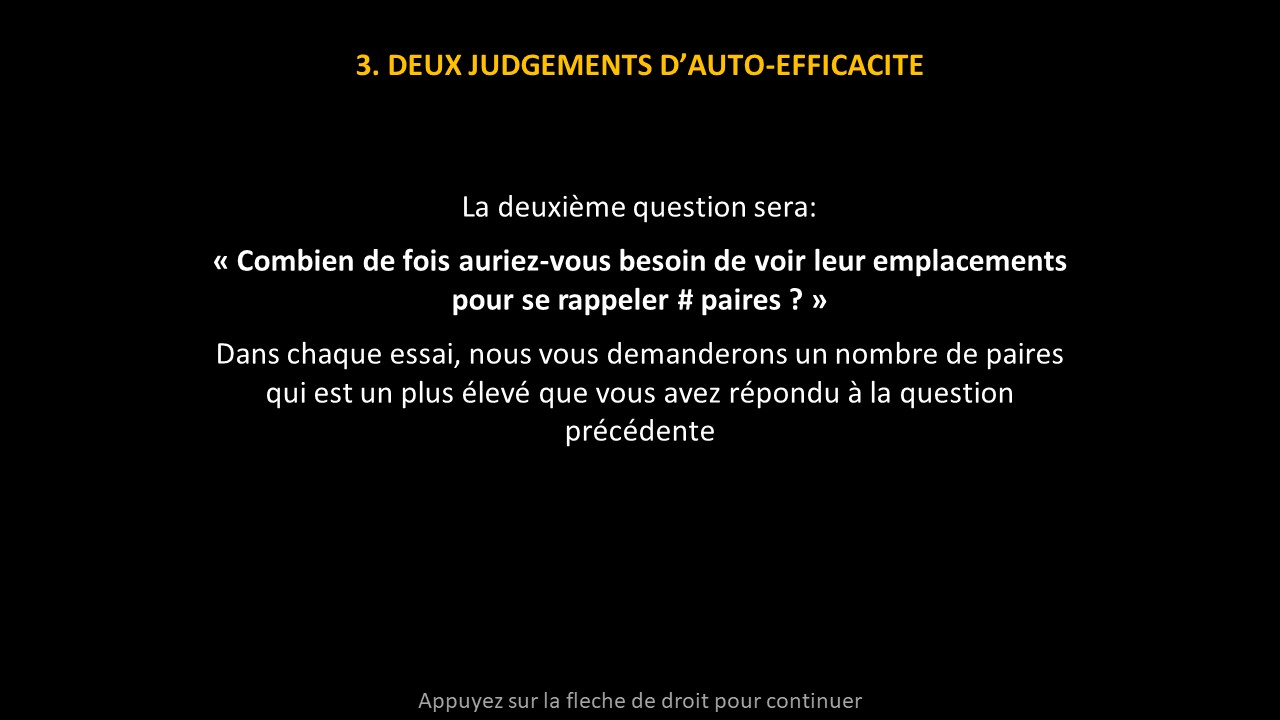 3. DEUX JUDGEMENTS D’AUTO-EFFICACITE
La deuxième question sera:
« Combien de fois auriez-vous besoin de voir leur emplacements
pour se rappeler # paires ? »
Dans chaque essai, nous vous demanderons un nombre de paires
qui est un plus élevé que vous avez répondu à la question
précédente
Appuyez sur la fleche de droit pour continuer